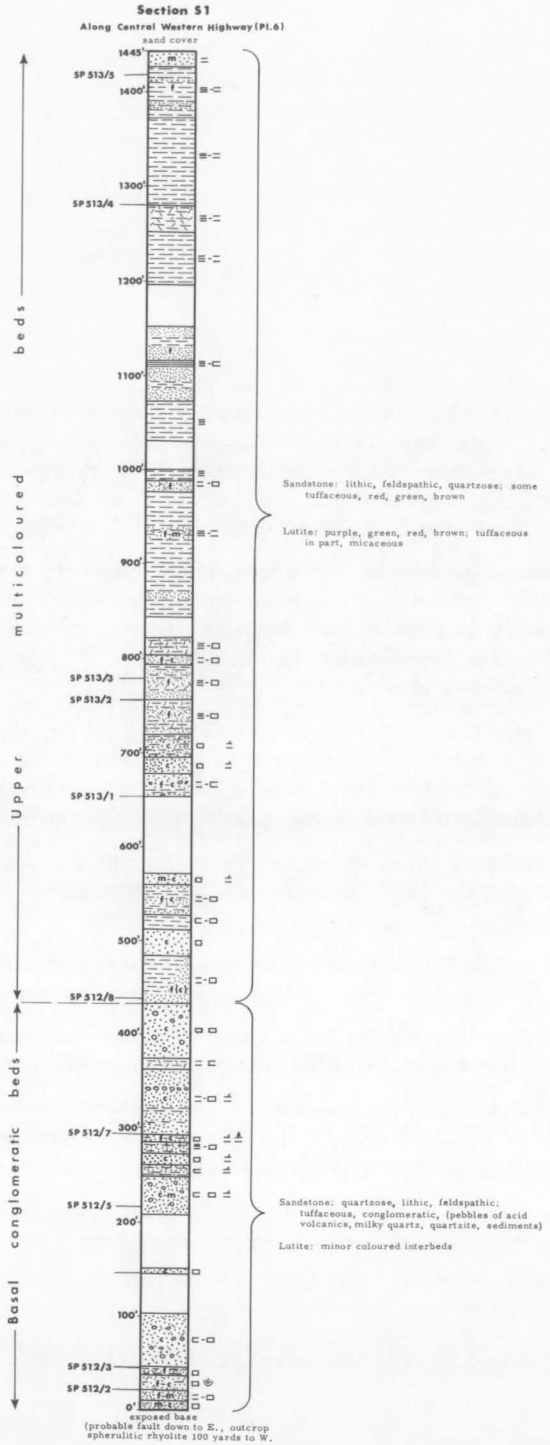 Section S1
Along Central Western Highway (Pl.6)
sand cover
1445'
m
SP 513/5
1400'
f
1300'
SP 513/4
1200'
f
1100'
1000'
f
f-m
900'
800'
f-c
SP 513/3
SP 513/2
f
700'
f-c
SP 513/1
600'
m-c
f-c
500'
c
f(c)
SP 512/8
400'
c
c
300'
SP 512/7
f-c
c
c-m
SP 512/5
200'
100'
c
SP 512/3
f-m
f-c
SP 512/2
f-m
m-c
0'
exposed base
(probable fault down to E., outcrop
spherulitic rhyolite 100 yards to W.
Upper multicoloured beds
Basal conglomeratic beds
Sandstone: lithic, feldspathic, quartzose; some
tuffaceous, red, green, brown
Lutite: purple, green, red, brown; tuffaceous
in part, micaceous
Sandstone: quartzose, lithic, feldspathic;
tuffaceous, conglomeratic, (pebbles of acid
volcanics, milky quartz, quartzite, sediments)
Lutite: minor coloured interbeds